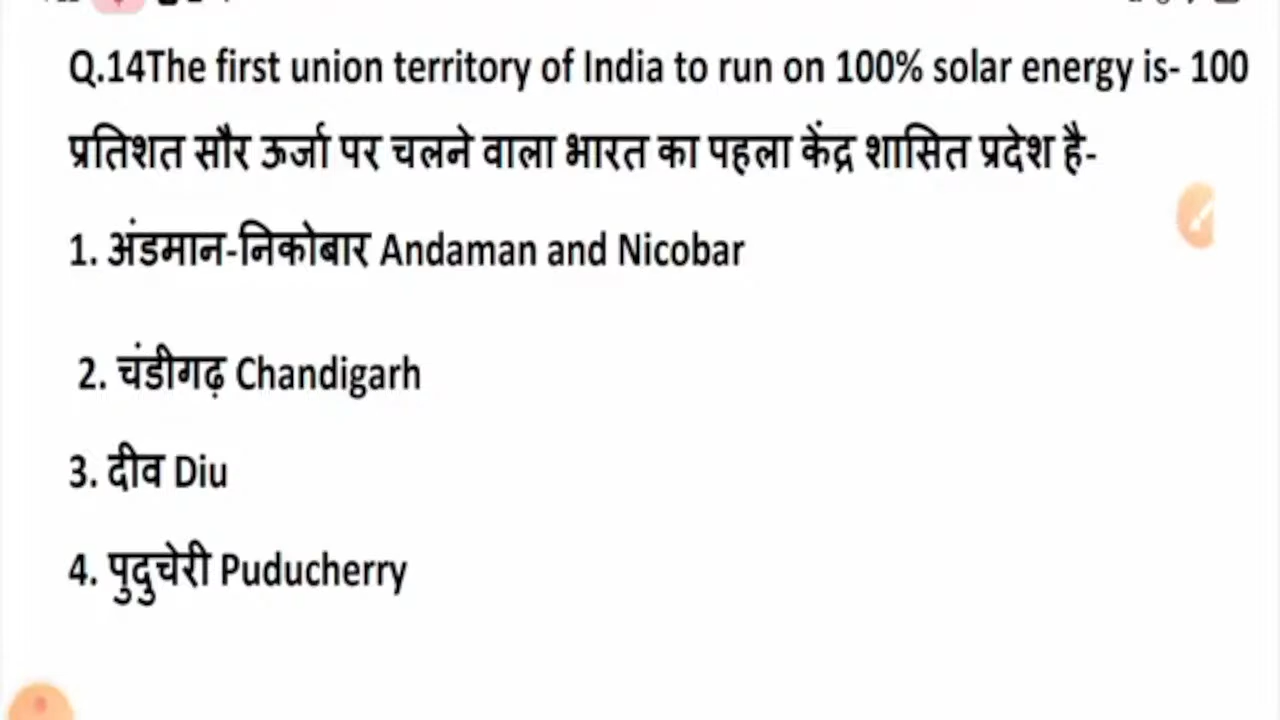 Q.14The first union territory of India to run on 100% solar energy is- 100
प्रतिशत सौर ऊर्जा पर चलने वाला भारत का पहला केंद्र शासित प्रदेश है-
1. अंडमान-निकोबार Andaman and Nicobar
2. चंडीगढ़ Chandigarh
3. दीव Diu
4. पुदुचेरी Puducherry